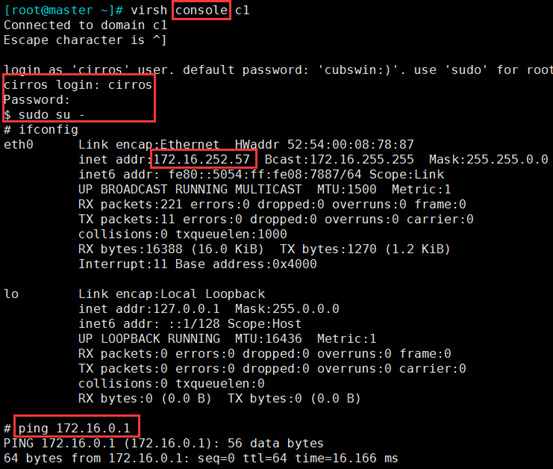 [root@master ~]# virsh console c1
Connected to domain c1
Escape character is ^]
login as 'cirros' user. default password: 'cubswin:)'. use 'sudo' for root
cirros login: cirros
Password:
$ sudo su -
# ifconfig
eth0 Link encap:Ethernet HWaddr 52:54:00:08:78:87
inet addr:172.16.252.57 Bcast:172.16.255.255 Mask:255.255.0.0
inet6 addr: fe80::5054:ff:fe08:7887/64 Scope:Link
UP BROADCAST RUNNING MULTICAST MTU:1500 Metric:1
RX packets:221 errors:0 dropped:0 overruns:0 frame:0
TX packets:11 errors:0 dropped:0 overruns:0 carrier:0
collisions:0 txqueuelen:1000
RX bytes:16388 (16.0 KiB) TX bytes:1270 (1.2 KiB)
Interrupt:11 Base address:0x4000
lo Link encap:Local Loopback
inet addr:127.0.0.1 Mask:255.0.0.0
inet6 addr: ::1/128 Scope:Host
UP LOOPBACK RUNNING MTU:16436 Metric:1
RX packets:0 errors:0 dropped:0 overruns:0 frame:0
TX packets:0 errors:0 dropped:0 overruns:0 carrier:0
collisions:0 txqueuelen:0
RX bytes:0 (0.0 B) TX bytes:0 (0.0 B)
# ping 172.16.0.1
PING 172.16.0.1 (172.16.0.1): 56 data bytes
64 bytes from 172.16.0.1: seq=0 ttl=64 time=16.166 ms